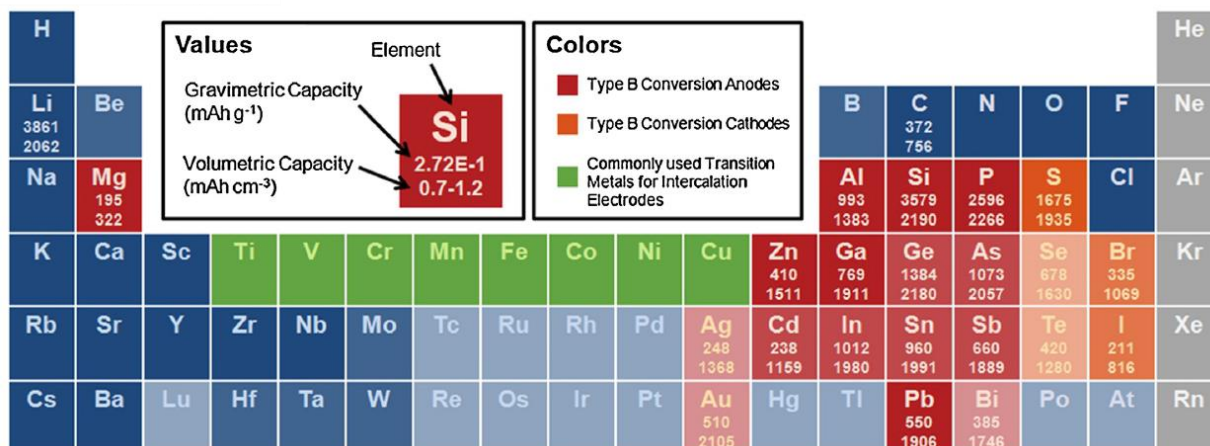 H
He
Values
Element
Gravimetric Capacity
(mAh g⁻¹)
Volumetric Capacity
(mAh cm⁻³)
Si
2.72E-1
0.7-1.2
Colors
Type B Conversion Anodes
Type B Conversion Cathodes
Commonly used Transition
Metals for Intercalation
Electrodes
Li Be B C N O F Ne
3861 372
2062 756
Na Mg Al Si P S Cl Ar
195 993 3579 2596 1675
322 1383 2190 2266 1935
K Ca Sc Ti V Cr Mn Fe Co Ni Cu Zn Ga Ge As Se Br Kr
410 769 1384 1073 678 335
1511 1911 2180 2057 1630 1069
Rb Sr Y Zr Nb Mo Tc Ru Rh Pd Ag Cd In Sn Sb Te I Xe
248 238 1012 960 660 420 211
1368 1159 1980 1991 1889 1280 816
Cs Ba Lu Hf Ta W Re Os Ir Pt Au Hg Tl Pb Bi Po At Rn
510 550 385
2105 1906 1746